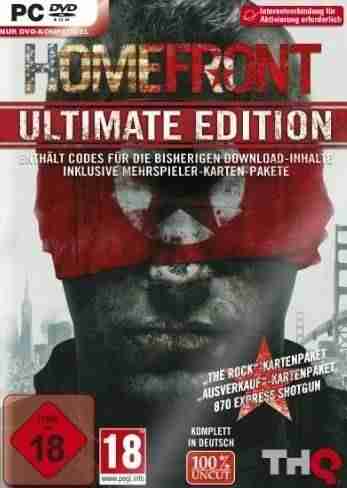 PC DVD ROM
Internetverbindung für
Aktivierung erforderlich
NUR DVD-KOMPATIBEL
HOMEFRONT
ULTIMATE EDITION
ENTHÄLT CODES FÜR DIE BISHERIGEN DOWNLOAD-INHALTE
INKLUSIVE MEHRSPIELER-KARTEN-PAKETE
„THE ROCK“-KARTENPAKET
„AUSVERKAUF“-KARTENPAKET
870 EXPRESS SHOTGUN
18
18
www.pegi.info
KOMPLETT
IN DEUTSCH
100%
UNCUT
THQ